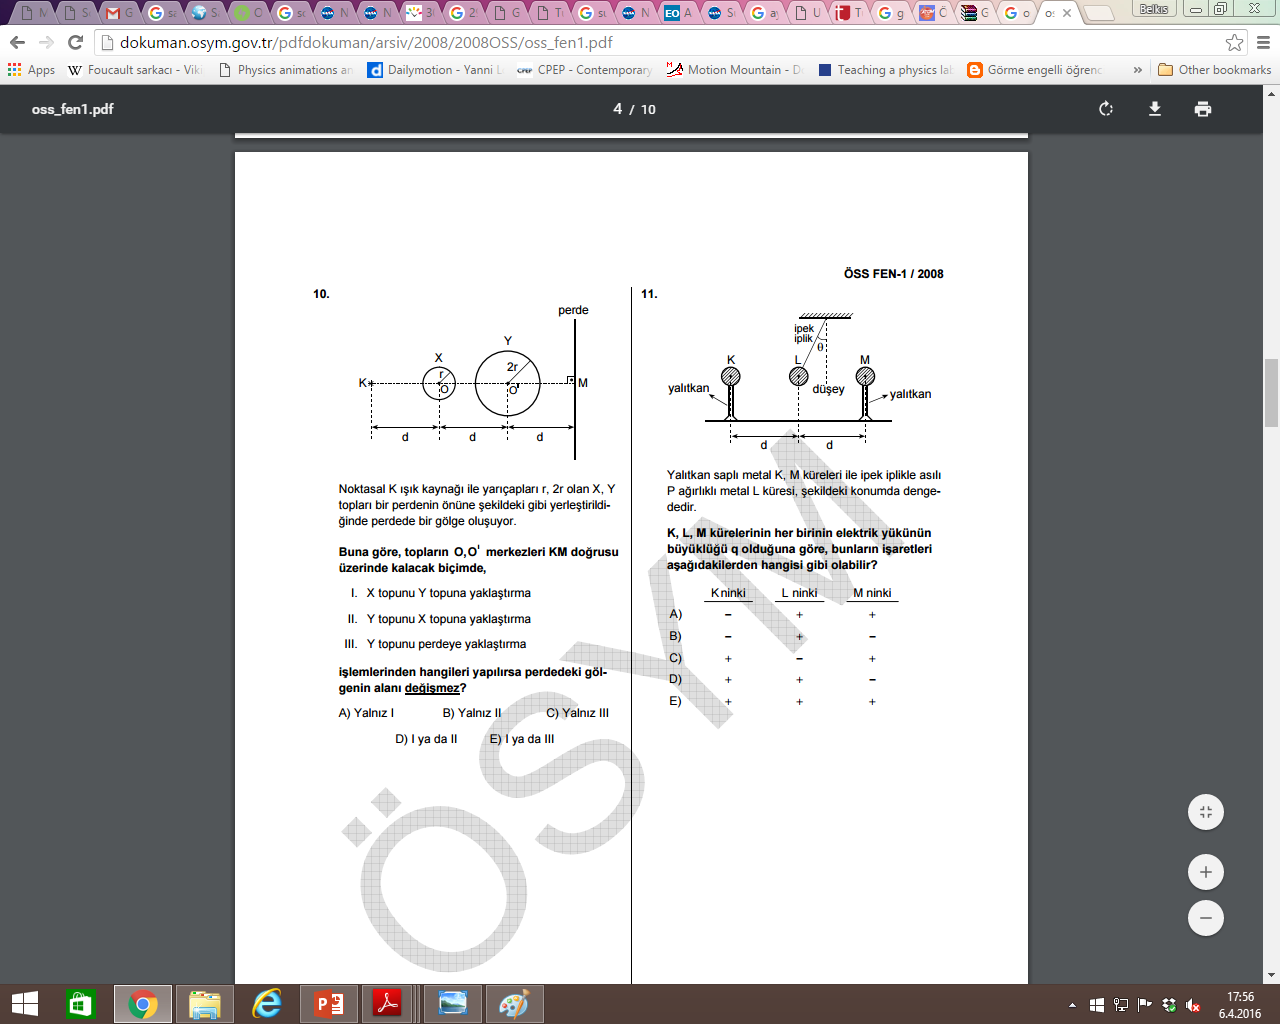 Belkis
dokuman.osym.gov.tr/pdfdokuman/arsiv/2008/2008OSS/oss_fen1.pdf
Apps
Foucault sarkacı - Viki
Physics animations an
Dailymotion - Yanni L
CPEP - Contemporary
Motion Mountain - D
Teaching a physics lab
Görme engelli öğrenc
»
Other bookmarks
oss_fen1.pdf
4 / 10
ÖSS FEN-1 / 2008
10.
perde
X
Y
r
2r
K
O
O'
M
d
d
d
Noktasal K ışık kaynağı ile yarıçapları r, 2r olan X, Y
topları bir perdenin önüne şekildeki gibi yerleştirildi-
ğinde perdede bir gölge oluşuyor.
Buna göre, topların O,O' merkezleri KM doğrusu
üzerinde kalacak biçimde,
I. X topunu Y topuna yaklaştırma
II. Y topunu X topuna yaklaştırma
III. Y topunu perdeye yaklaştırma
işlemlerinden hangileri yapılırsa perdedeki göl-
genin alanı değişmez?
A) Yalnız I B) Yalnız II C) Yalnız III
D) I ya da II E) I ya da III
11.
ipek
iplik
θ
K
L
M
düşey
yalıtkan
yalıtkan
d
d
Yalıtkan saplı metal K, M küreleri ile ipek iplikle asılı
P ağırlıklı metal L küresi, şekildeki konumda denge-
dedir.
K, L, M kürelerinin her birinin elektrik yükünün
büyüklüğü q olduğuna göre, bunların işaretleri
aşağıdakilerden hangisi gibi olabilir?
K ninki L ninki M ninki
A) – + +
B) – + –
C) + – +
D) + + –
E) + + +
ÖSYM
17:56
6.4.2016